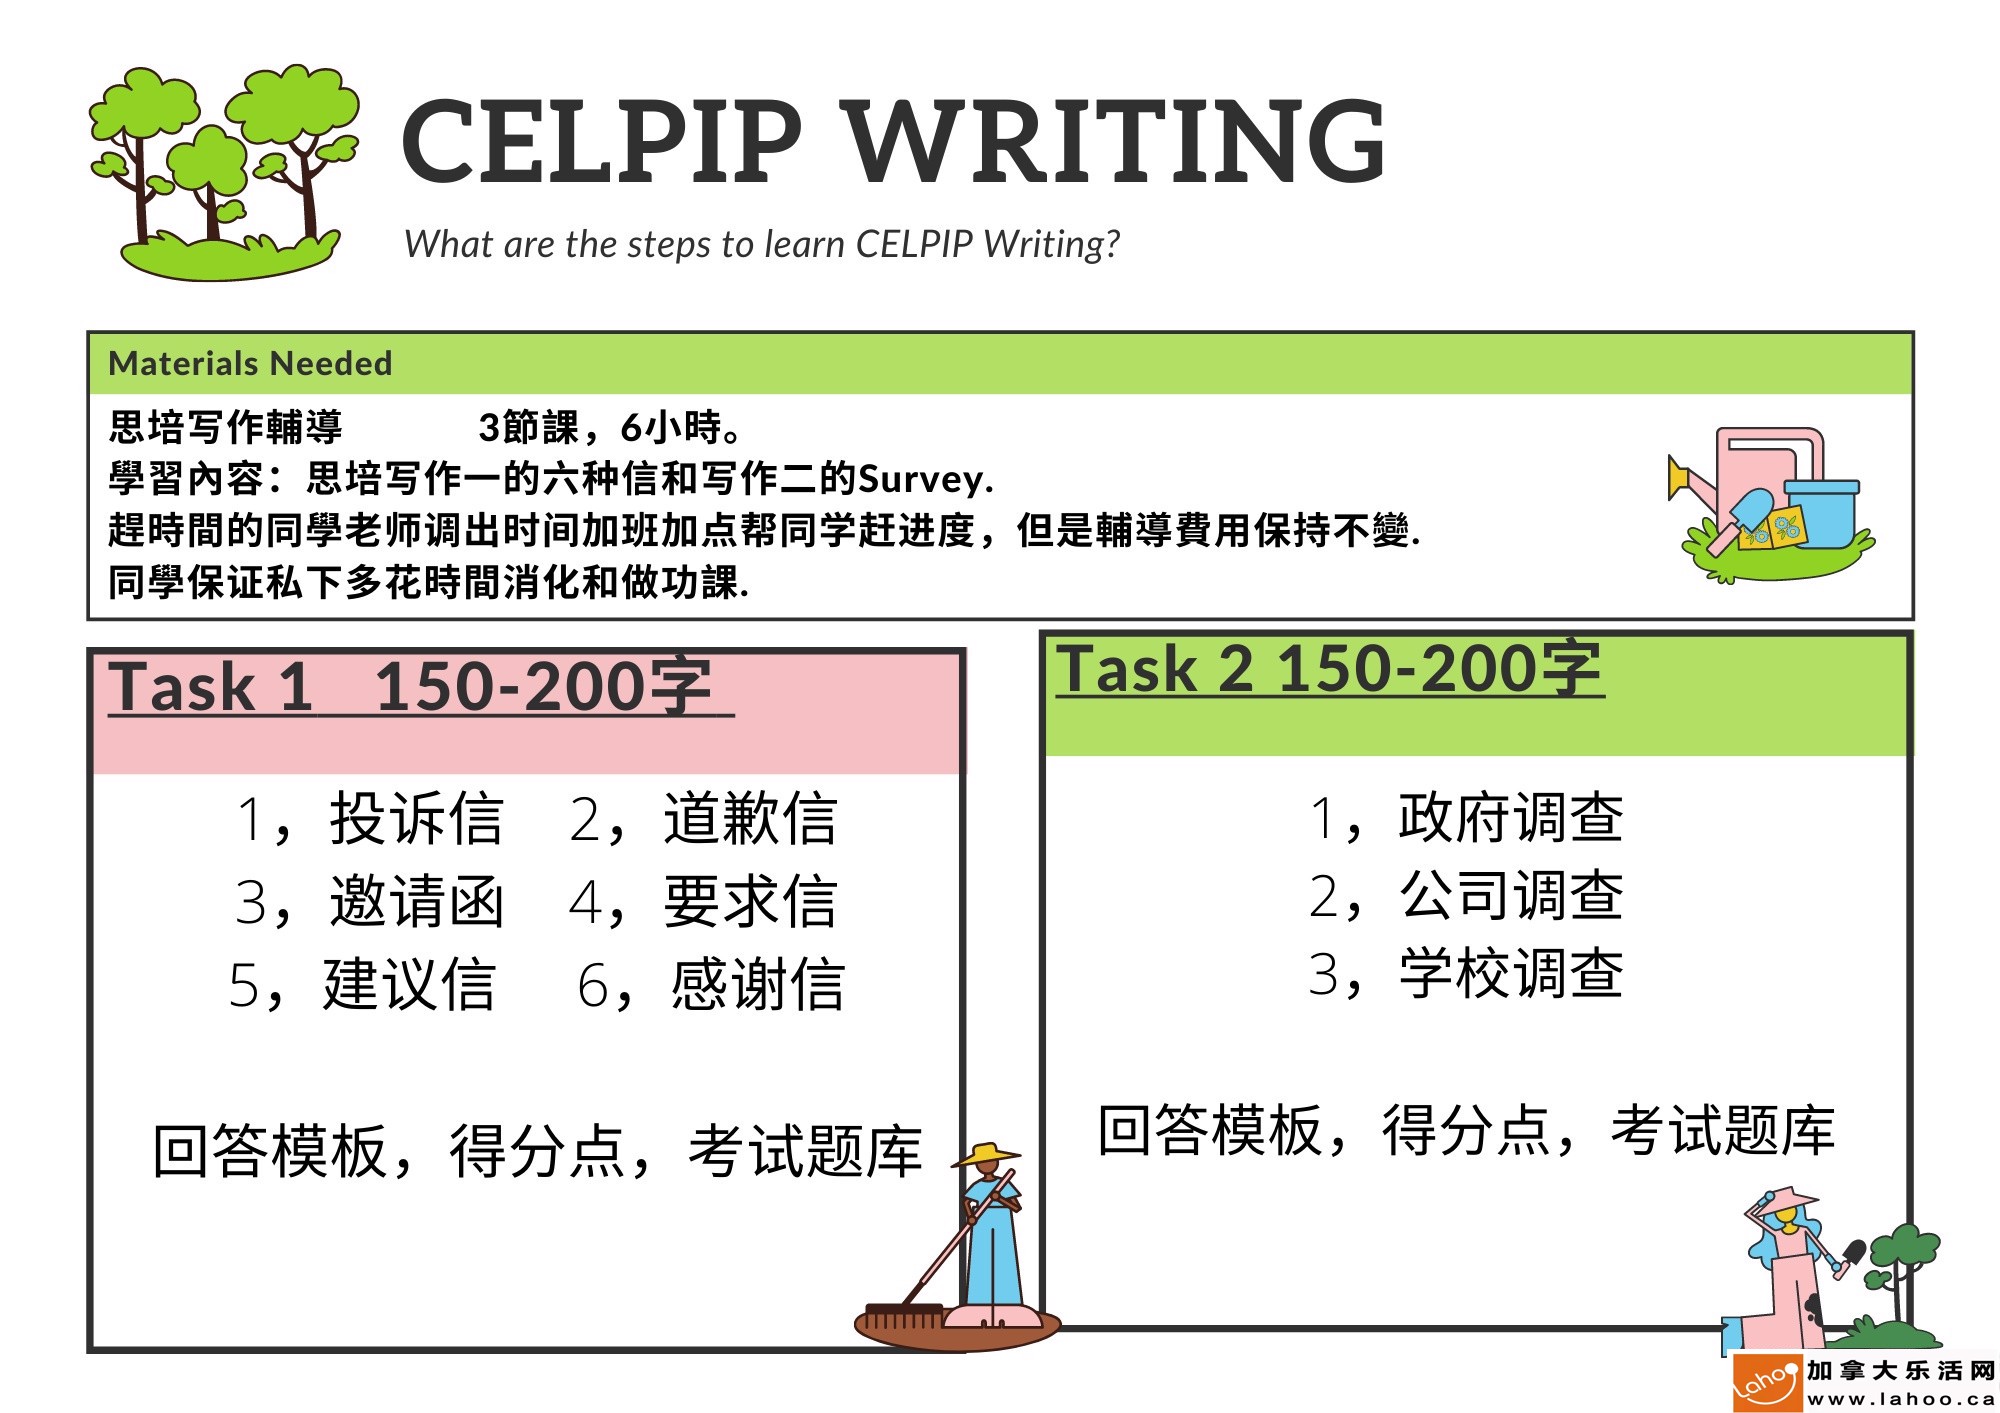 CELPIP WRITING
What are the steps to learn CELPIP Writing?
Materials Needed
思培写作輔導 3節課，6小時。
學習內容：思培写作一的六种信和写作二的Survey.
趕時間的同學老师调出时间加班加点帮同学赶进度，但是輔導費用保持不變.
同學保证私下多花時間消化和做功課.
Task 1 150-200字
1，投诉信 2，道歉信
3，邀请函 4，要求信
5，建议信 6，感谢信
回答模板，得分点，考试题库
Task 2 150-200字
1，政府调查
2，公司调查
3，学校调查
回答模板，得分点，考试题库
Lahoo
加拿大乐活网
www.lahoo.ca